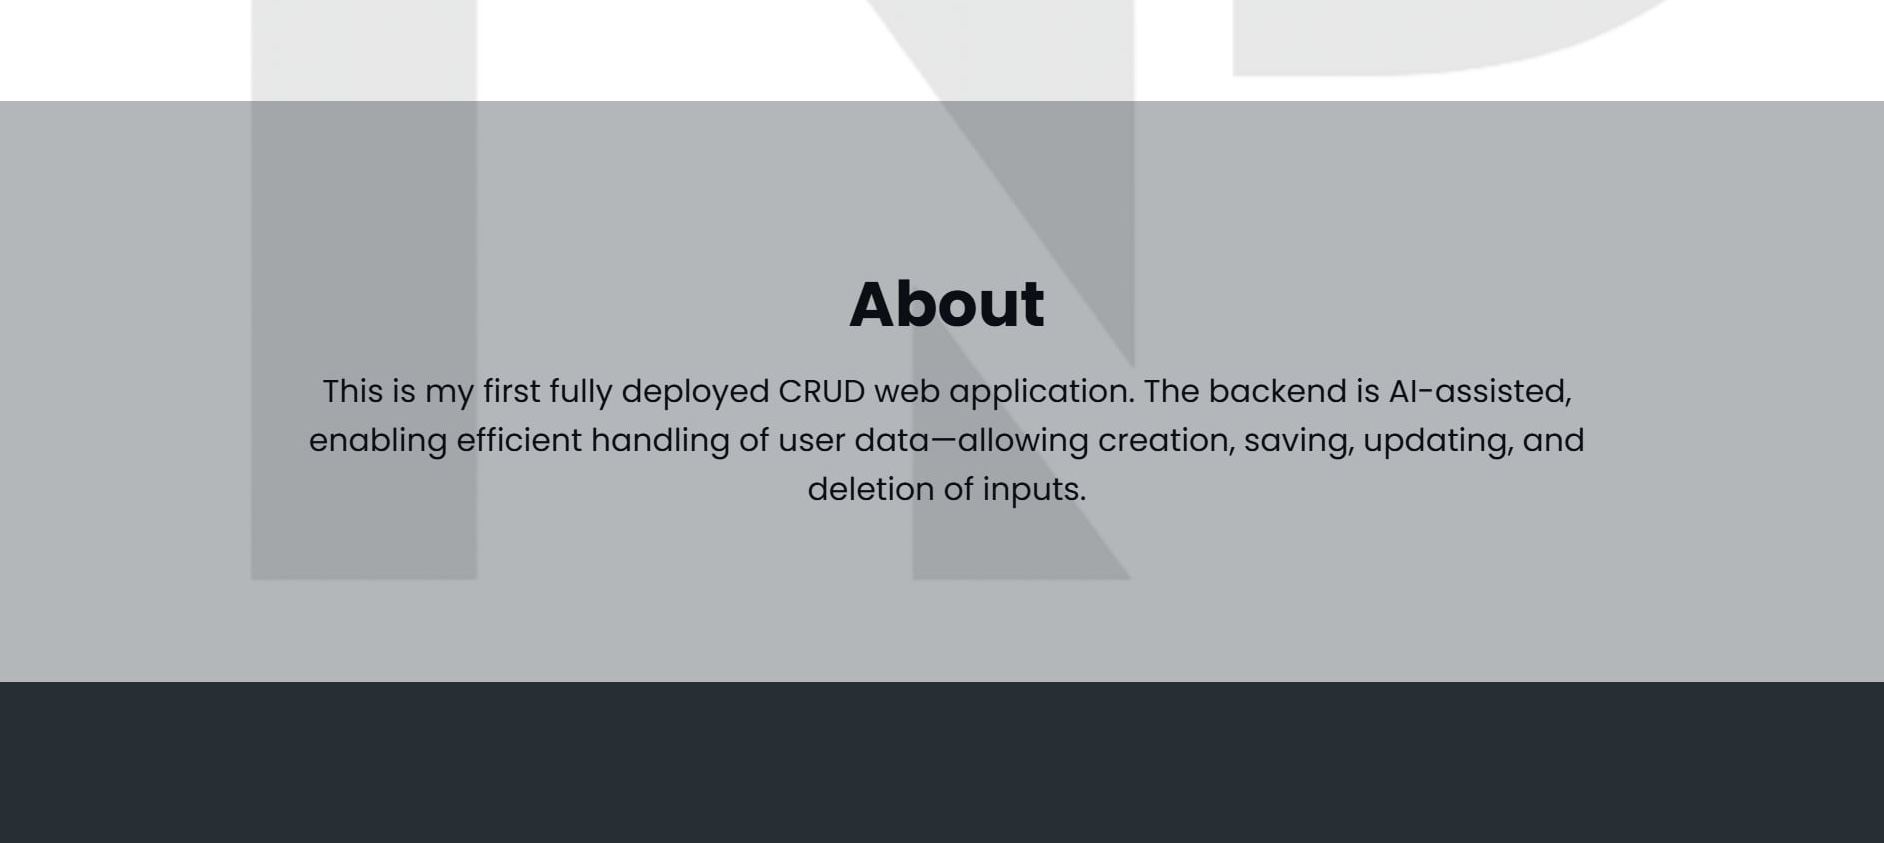 About
This is my first fully deployed CRUD web application. The backend is AI-assisted,
enabling efficient handling of user data—allowing creation, saving, updating, and
deletion of inputs.